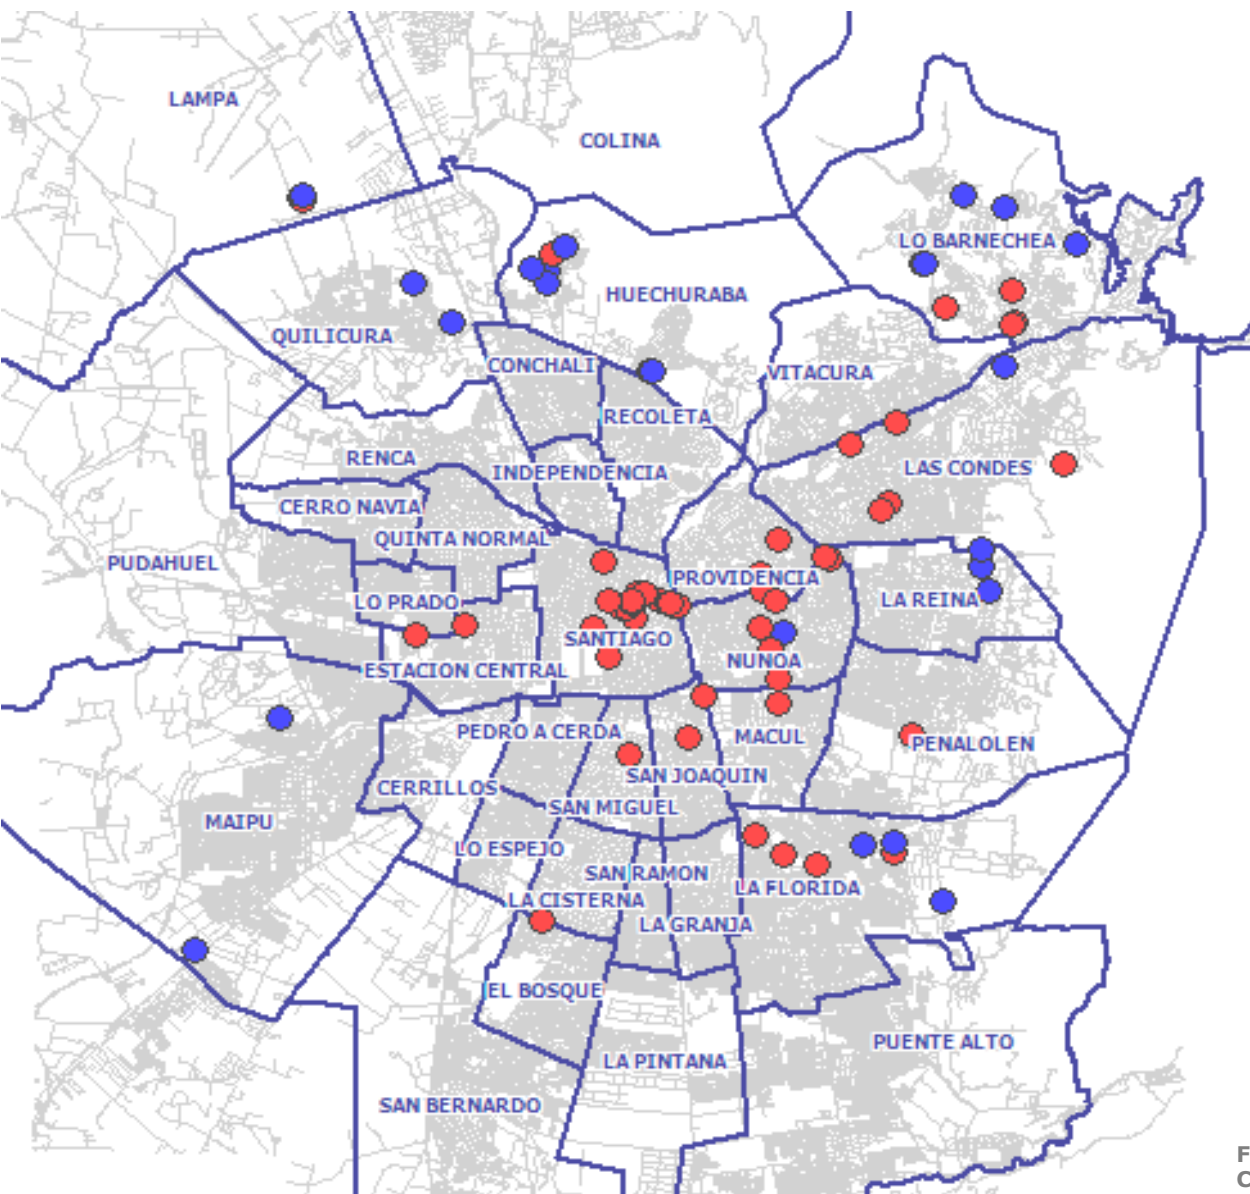 LAMPA
COLINA
LO BARNECHEA
HUECHURABA
QUILICURA
CONCHALI
VITACURA
RECOLETA
RENCA
INDEPENDENCIA
LAS CONDES
CERRO NAVIA
QUINTA NORMAL
PUDAHUEL
PROVIDENCIA
LO PRADO
LA REINA
SANTIAGO
NUNOA
ESTACION CENTRAL
PEDRO A CERDA
MACUL
PENALOLEN
SAN JOAQUIN
CERRILLOS
SAN MIGUEL
MAIPU
LO ESPEJO
SAN RAMON
LA FLORIDA
LA CISTERNA
LA GRANJA
EL BOSQUE
PUENTE ALTO
LA PINTANA
SAN BERNARDO
F
C